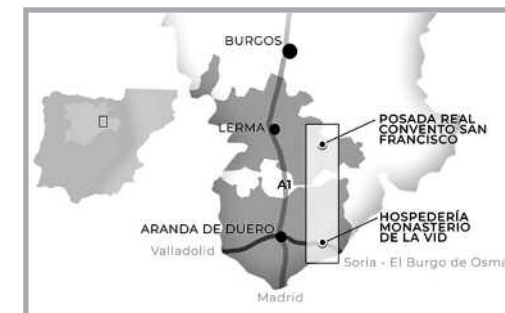 BURGOS
LERMA
POSADA REAL
CONVENTO SAN
FRANCISCO
A1
ARANDA DE DUERO
HOSPEDERÍA
MONASTERIO
DE LA VID
Valladolid
Soria - El Burgo de Osma
Madrid